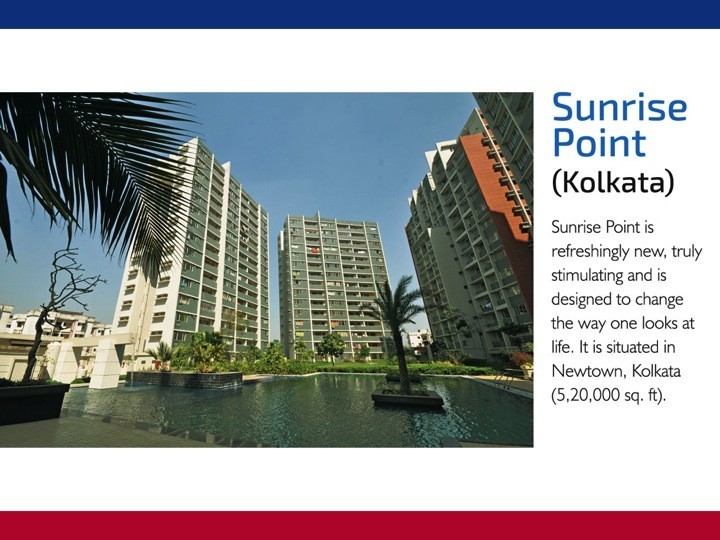 Sunrise
Point
(Kolkata)
Sunrise Point is
refreshingly new, truly
stimulating and is
designed to change
the way one looks at
life. It is situated in
Newtown, Kolkata
(5,20,000 sq. ft).